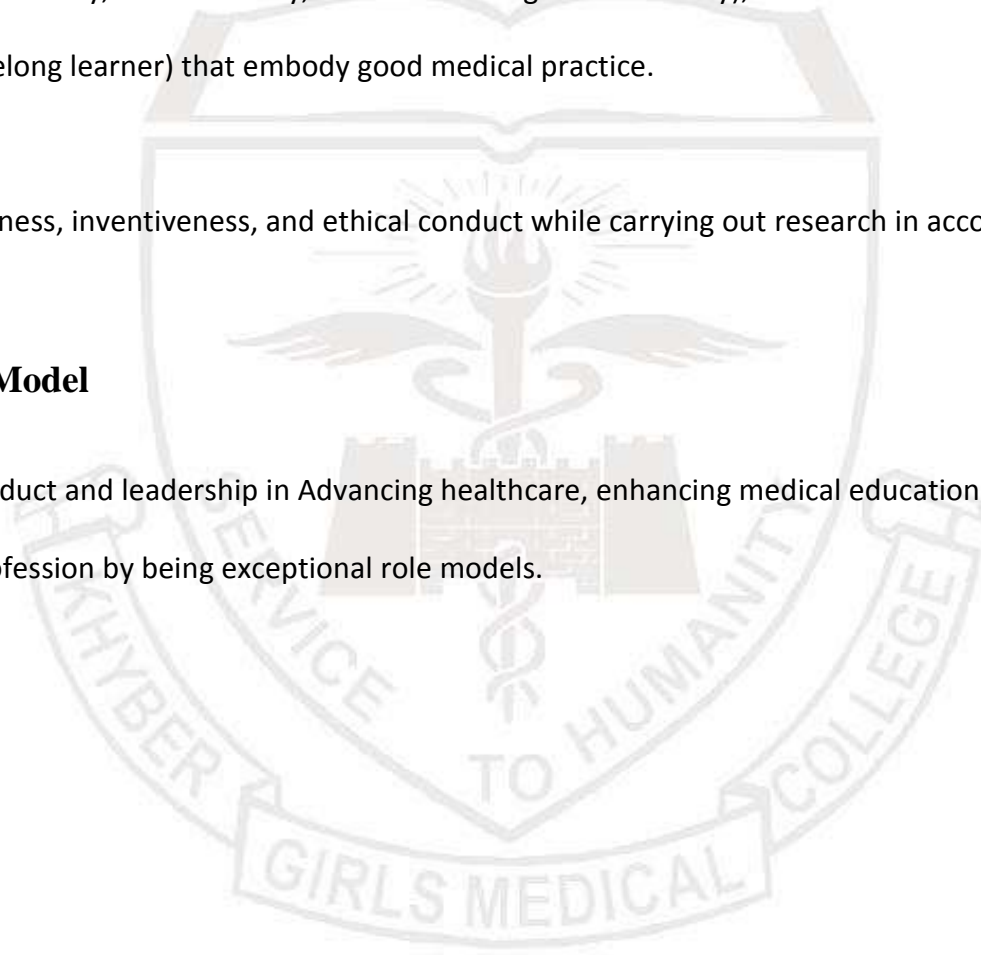 elong learner) that embody good medical practice.
ness, inventiveness, and ethical conduct while carrying out research in acco
Model
duct and leadership in Advancing healthcare, enhancing medical education
ofession by being exceptional role models.
SERVICE TO HUMANITY
KHYBER GIRLS MEDICAL COLLEGE